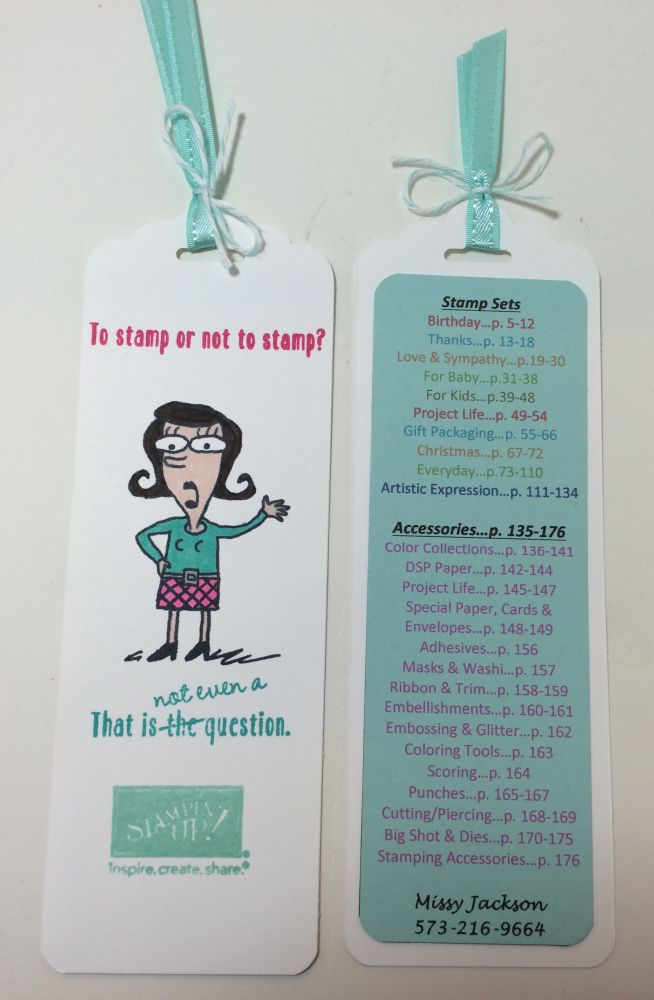 To stamp or not to stamp?
not even a
That is the question.
STAMPIN' UP!
inspire.create.share.
Stamp Sets
Birthday...p. 5-12
Thanks...p. 13-18
Love & Sympathy...p.19-30
For Baby...p.31-38
For Kids...p.39-48
Project Life...p. 49-54
Gift Packaging...p. 55-66
Christmas...p. 67-72
Everyday...p.73-110
Artistic Expression...p. 111-134
Accessories...p. 135-176
Color Collections...p. 136-141
DSP Paper...p. 142-144
Project Life...p. 145-147
Special Paper, Cards &
Envelopes...p. 148-149
Adhesives...p. 156
Masks & Washi...p. 157
Ribbon & Trim...p. 158-159
Embellishments...p. 160-161
Embossing & Glitter...p. 162
Coloring Tools...p. 163
Scoring...p. 164
Punches...p. 165-167
Cutting/Piercing...p. 168-169
Big Shot & Dies...p. 170-175
Stamping Accessories...p. 176
Missy Jackson
573-216-9664